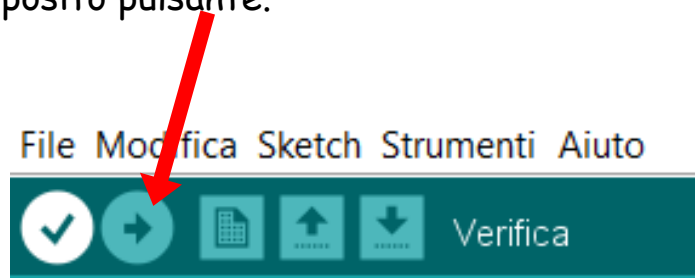 posito pulsante.
File Modifica Sketch Strumenti Aiuto
Verifica